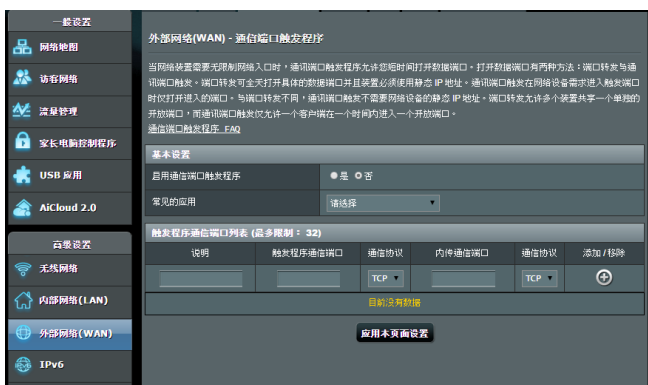 一般设置
网络地图
访客网络
流量管理
家长电脑控制程序
USB 应用
AiCloud 2.0
高级设置
无线网络
内部网络(LAN)
外部网络(WAN)
IPv6
外部网络(WAN) - 通信端口触发程序
当网络装置需要无限制网络入口时，通讯端口触发程序允许您短时间打开数据端口。打开数据端口有两种方法：端口转发与通
讯端口触发。端口转发可全天打开具体的数据端口并且装置必须使用静态 IP 地址。通讯端口触发在网络设备需求进入触发端口
时仅打开进入的端口。与端口转发不同，通讯端口触发不需要网络设备的静态 IP 地址。端口转发允许多个装置共享一个单独的
开放端口，而通讯端口触发仅允许一个客户端在一个时间内进入一个开放端口。
通信端口触发程序 FAQ
基本设置
启用通信端口触发程序 是 否
常见的应用 请选择
触发程序通信端口列表 (最多限制：32)
说明 触发程序通信端口 通信协议 内传通信端口 通信协议 添加 / 移除
TCP TCP
目前没有数据
应用本页面设置